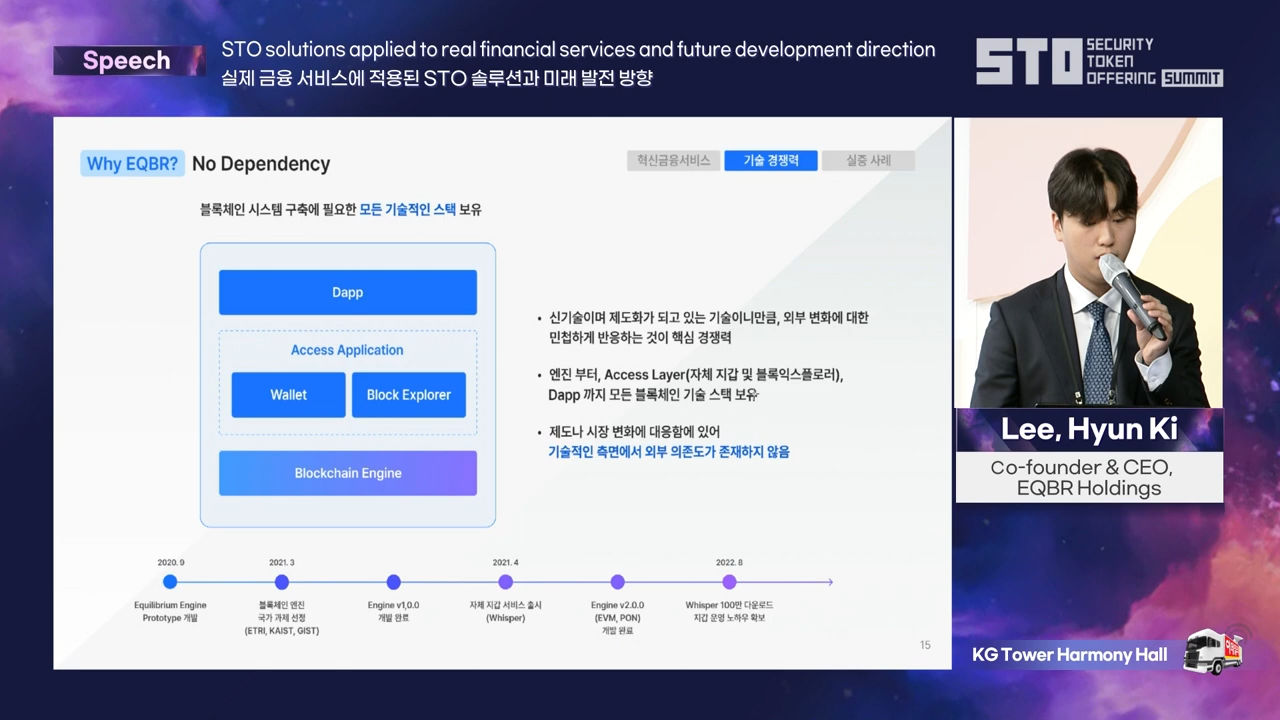 Speech
STO solutions applied to real financial services and future development direction
실제 금융 서비스에 적용된 STO 솔루션과 미래 발전 방향
STO
SECURITY
TOKEN
OFFERING SUMMIT
Why EQBR? No Dependency
혁신금융서비스
기술 경쟁력
실증 사례
블록체인 시스템 구축에 필요한 모든 기술적인 스택 보유
Dapp
Access Application
Wallet
Block Explorer
Blockchain Engine
• 신기술이며 제도화가 되고 있는 기술이니만큼, 외부 변화에 대한
민첩하게 반응하는 것이 핵심 경쟁력
• 엔진 부터, Access Layer(자체 지갑 및 블록익스플로러),
Dapp 까지 모든 블록체인 기술 스택 보유
• 제도나 시장 변화에 대응함에 있어
기술적인 측면에서 외부 의존도가 존재하지 않음
2020. 9
Equilibrium Engine
Prototype 개발
2021. 3
블록체인 엔진
국가 과제 선정
(ETRI, KAIST, GIST)
Engine v1,0.0
개발 완료
2021. 4
자체 지갑 서비스 출시
(Whisper)
Engine v2.0.0
(EVM, PON)
개발 완료
2022. 8
Whisper 100만 다운로드
지갑 운영 노하우 확보
15
Lee, Hyun Ki
Co-founder & CEO,
EQBR Holdings
KG Tower Harmony Hall